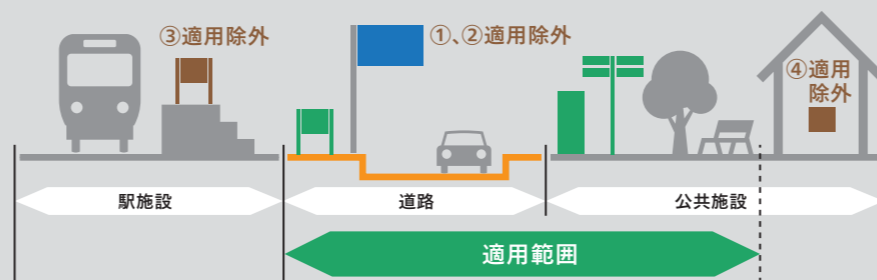 ③適用除外
①、②適用除外
④適用
除外
駅施設
道路
公共施設
適用範囲